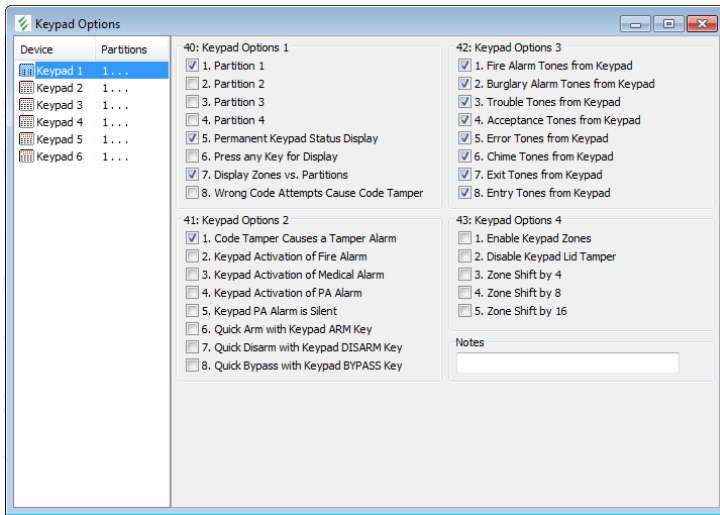 Keypad Options
Device Partitions
Keypad 1 1 . . .
Keypad 2 1 . . .
Keypad 3 1 . . .
Keypad 4 1 . . .
Keypad 5 1 . . .
Keypad 6 1 . . .
40: Keypad Options 1
1. Partition 1
2. Partition 2
3. Partition 3
4. Partition 4
5. Permanent Keypad Status Display
6. Press any Key for Display
7. Display Zones vs. Partitions
8. Wrong Code Attempts Cause Code Tamper
41: Keypad Options 2
1. Code Tamper Causes a Tamper Alarm
2. Keypad Activation of Fire Alarm
3. Keypad Activation of Medical Alarm
4. Keypad Activation of PA Alarm
5. Keypad PA Alarm is Silent
6. Quick Arm with Keypad ARM Key
7. Quick Disarm with Keypad DISARM Key
8. Quick Bypass with Keypad BYPASS Key
42: Keypad Options 3
1. Fire Alarm Tones from Keypad
2. Burglary Alarm Tones from Keypad
3. Trouble Tones from Keypad
4. Acceptance Tones from Keypad
5. Error Tones from Keypad
6. Chime Tones from Keypad
7. Exit Tones from Keypad
8. Entry Tones from Keypad
43: Keypad Options 4
1. Enable Keypad Zones
2. Disable Keypad Lid Tamper
3. Zone Shift by 4
4. Zone Shift by 8
5. Zone Shift by 16
Notes